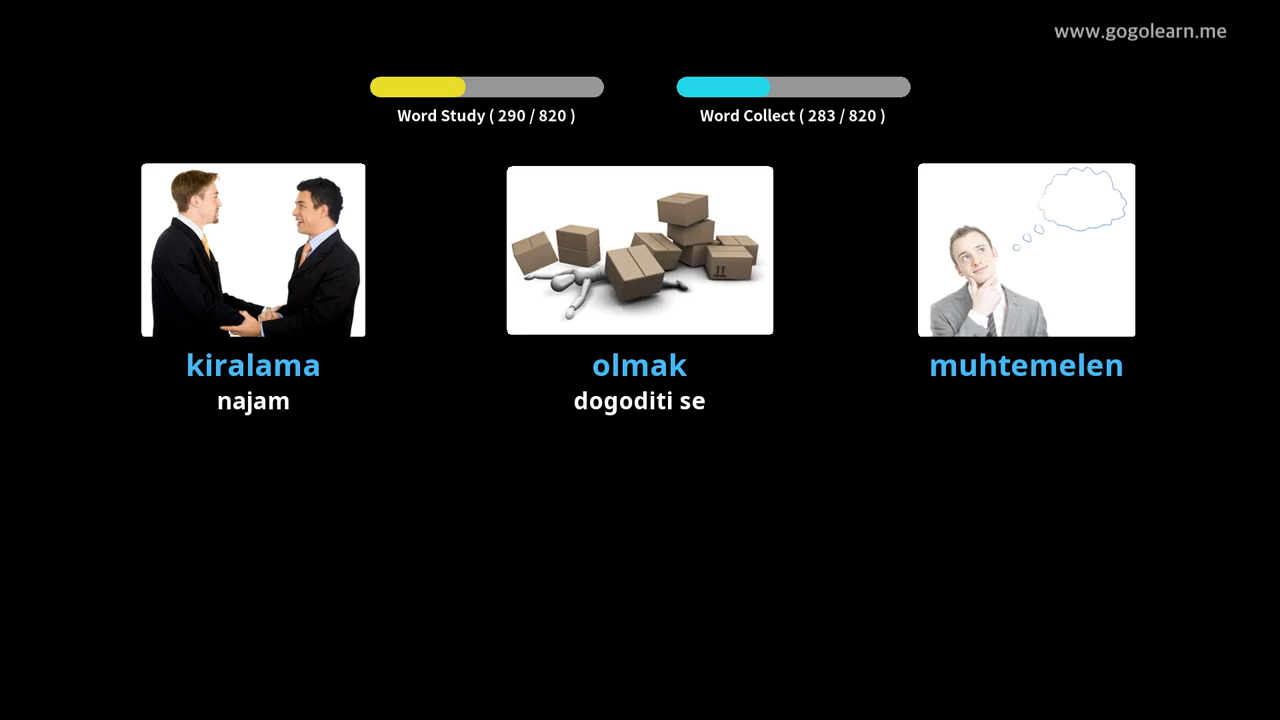 www.gogolearn.me
Word Study ( 290 / 820 )
Word Collect ( 283 / 820 )
kiralama
najam
olmak
dogoditi se
muhtemelen